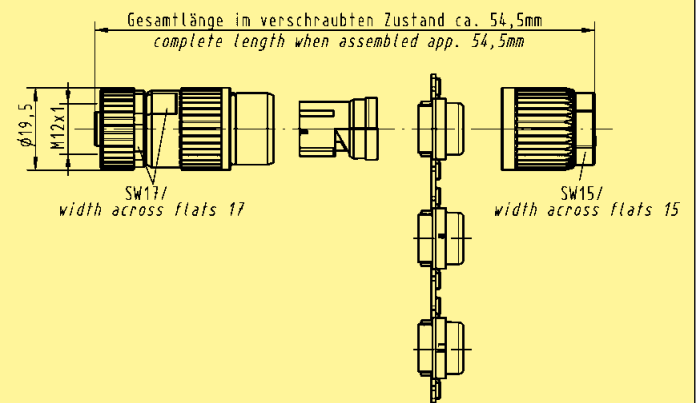 Gesamtlänge im verschraubten Zustand ca. 54,5mm
complete length when assembled app. 54,5mm
ϕ19,5
M12x1
SW17/
width across flats 17
SW15/
width across flats 15